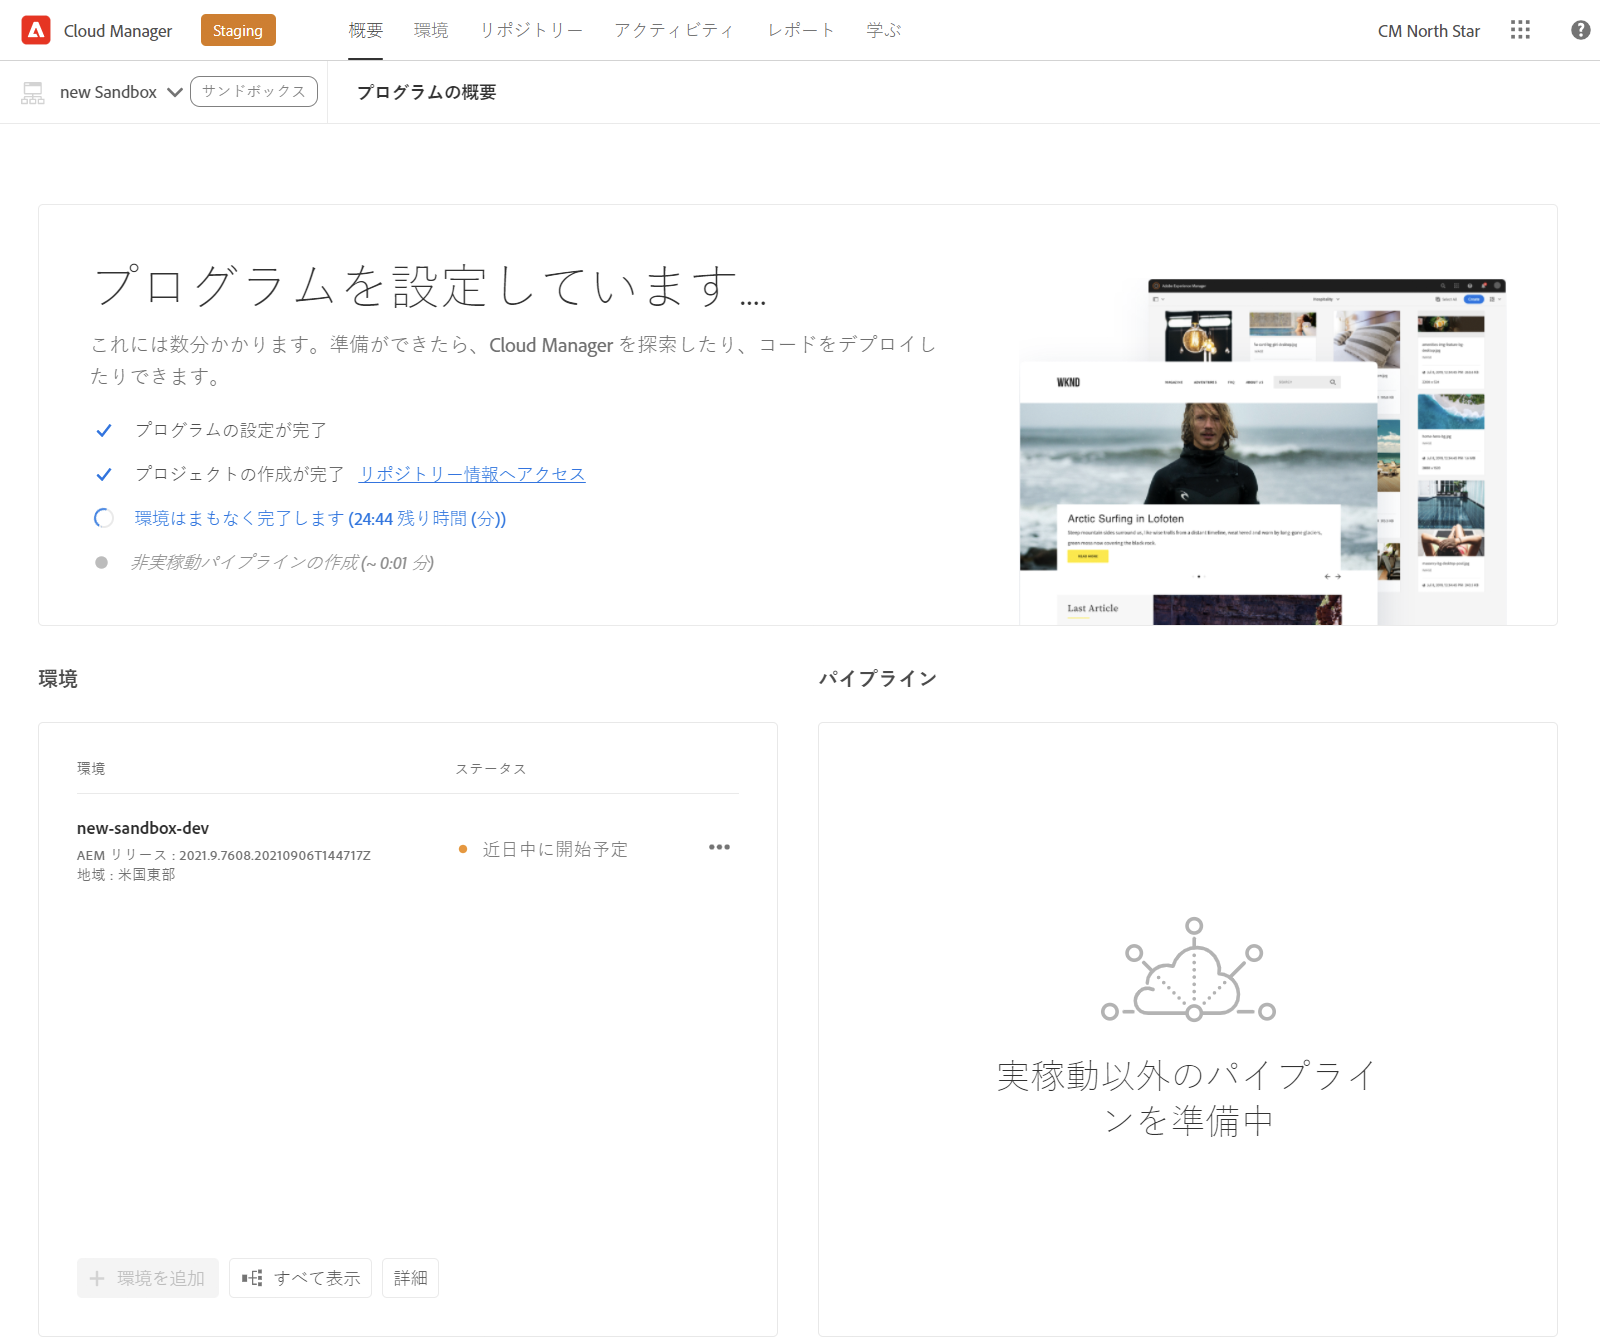 Cloud Manager
Staging
概要
環境
リポジトリー
アクティビティ
レポート
学ぶ
CM North Star
new Sandbox
サンドボックス
プログラムの概要
プログラムを設定しています....
これには数分かかります。準備ができたら、Cloud Manager を探索したり、コードをデプロイし
たりできます。
プログラムの設定が完了
プロジェクトの作成が完了 リポジトリー情報へアクセス
環境はまもなく完了します (24:44 残り時間 (分))
非実稼動パイプラインの作成 (~ 0:01 分)
Adobe Experience Manager
Create
WKND
MAGAZINE
ADVENTURES
FAQ
ABOUT US
SEARCH
Arctic Surfing in Lofoten
READ MORE
Last Article
環境
パイプライン
環境
ステータス
new-sandbox-dev
AEM リリース : 2021.9.7608.20210906T144717Z
地域 : 米国東部
近日中に開始予定
実稼動以外のパイプライ
ンを準備中
環境を追加
すべて表示
詳細